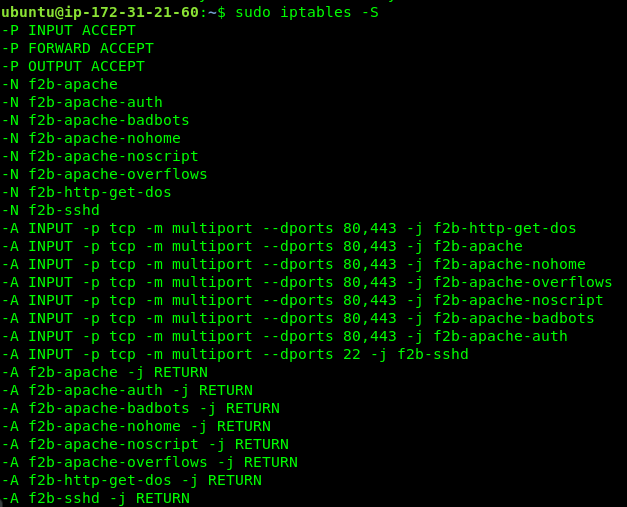 ubuntu@ip-172-31-21-60:~$ sudo iptables -S
-P INPUT ACCEPT
-P FORWARD ACCEPT
-P OUTPUT ACCEPT
-N f2b-apache
-N f2b-apache-auth
-N f2b-apache-badbots
-N f2b-apache-nohome
-N f2b-apache-noscript
-N f2b-apache-overflows
-N f2b-http-get-dos
-N f2b-sshd
-A INPUT -p tcp -m multiport --dports 80,443 -j f2b-http-get-dos
-A INPUT -p tcp -m multiport --dports 80,443 -j f2b-apache
-A INPUT -p tcp -m multiport --dports 80,443 -j f2b-apache-nohome
-A INPUT -p tcp -m multiport --dports 80,443 -j f2b-apache-overflows
-A INPUT -p tcp -m multiport --dports 80,443 -j f2b-apache-noscript
-A INPUT -p tcp -m multiport --dports 80,443 -j f2b-apache-badbots
-A INPUT -p tcp -m multiport --dports 80,443 -j f2b-apache-auth
-A INPUT -p tcp -m multiport --dports 22 -j f2b-sshd
-A f2b-apache -j RETURN
-A f2b-apache-auth -j RETURN
-A f2b-apache-badbots -j RETURN
-A f2b-apache-nohome -j RETURN
-A f2b-apache-noscript -j RETURN
-A f2b-apache-overflows -j RETURN
-A f2b-http-get-dos -j RETURN
-A f2b-sshd -j RETURN